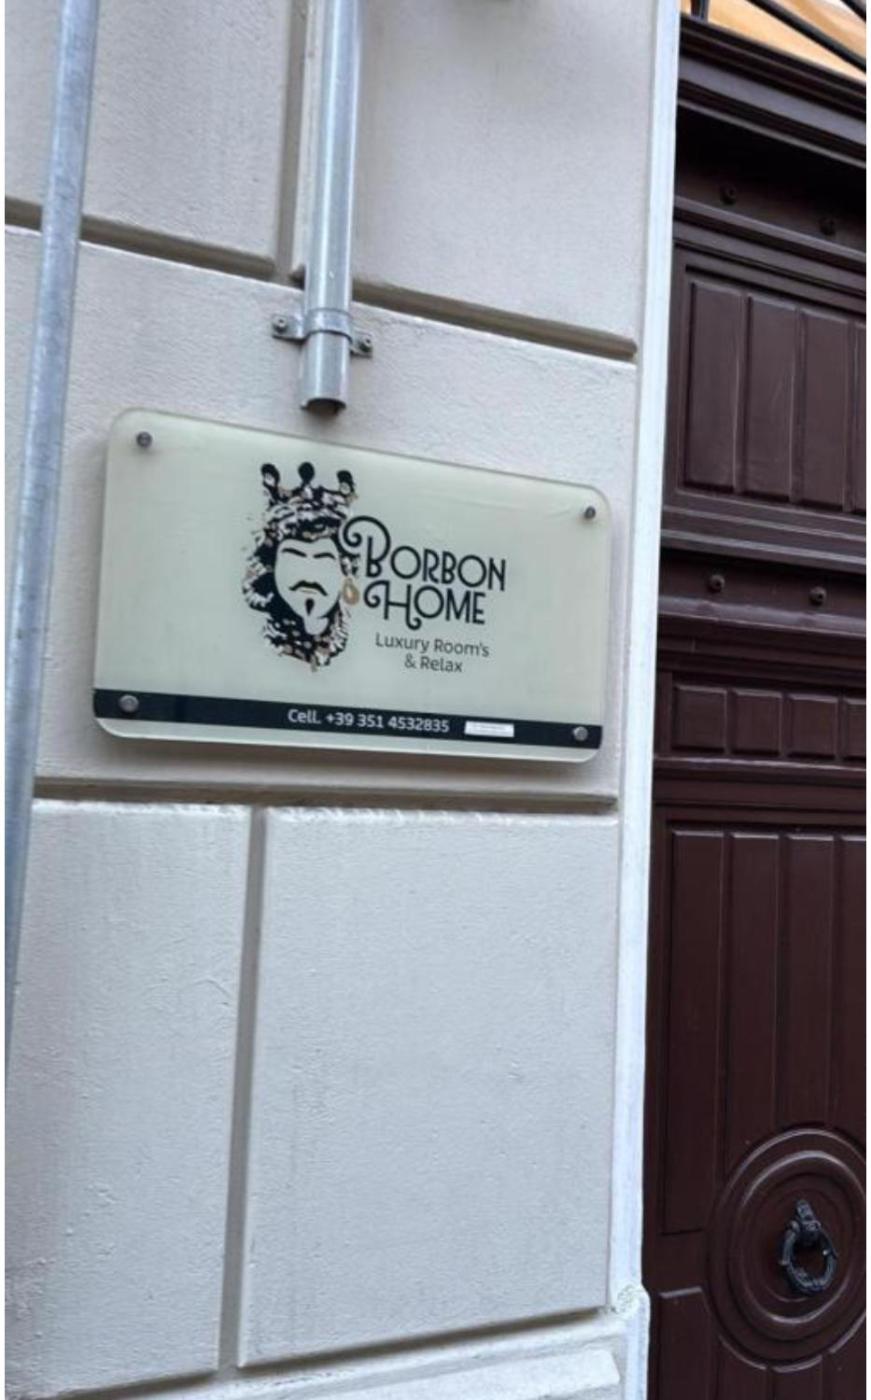 BORBON
HOME
Luxury Room's
& Relax
Cell. +39 351 4532835